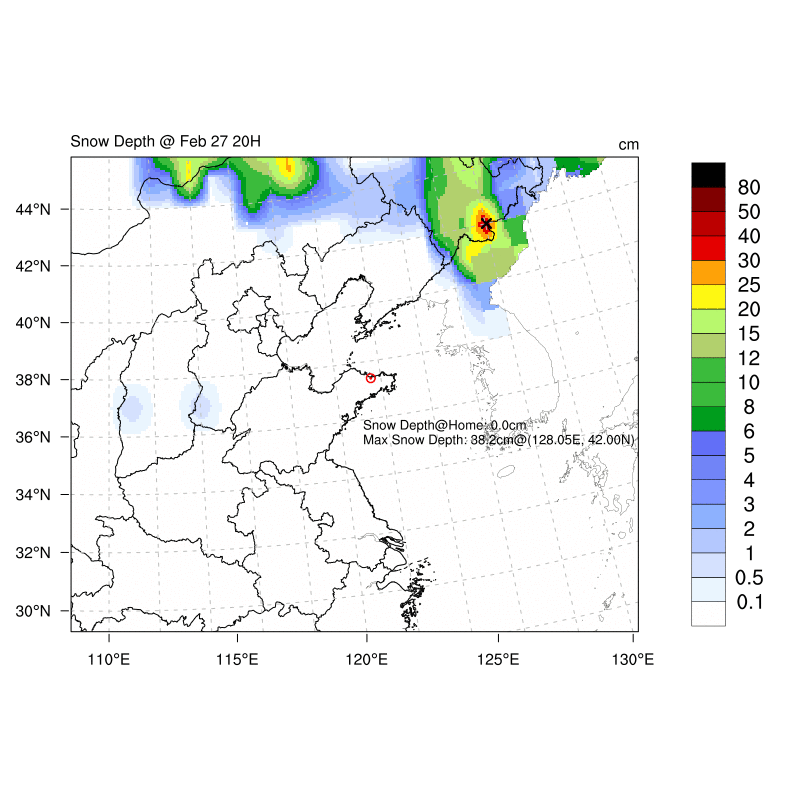 Snow Depth @ Feb 27 20H
cm
44°N
42°N
40°N
38°N
36°N
34°N
32°N
30°N
110°E
115°E
120°E
125°E
130°E
Snow Depth@Home: 0.0cm
Max Snow Depth: 38.2cm@(128.05E, 42.00N)
80
50
40
30
25
20
15
12
10
8
6
5
4
3
2
1
0.5
0.1